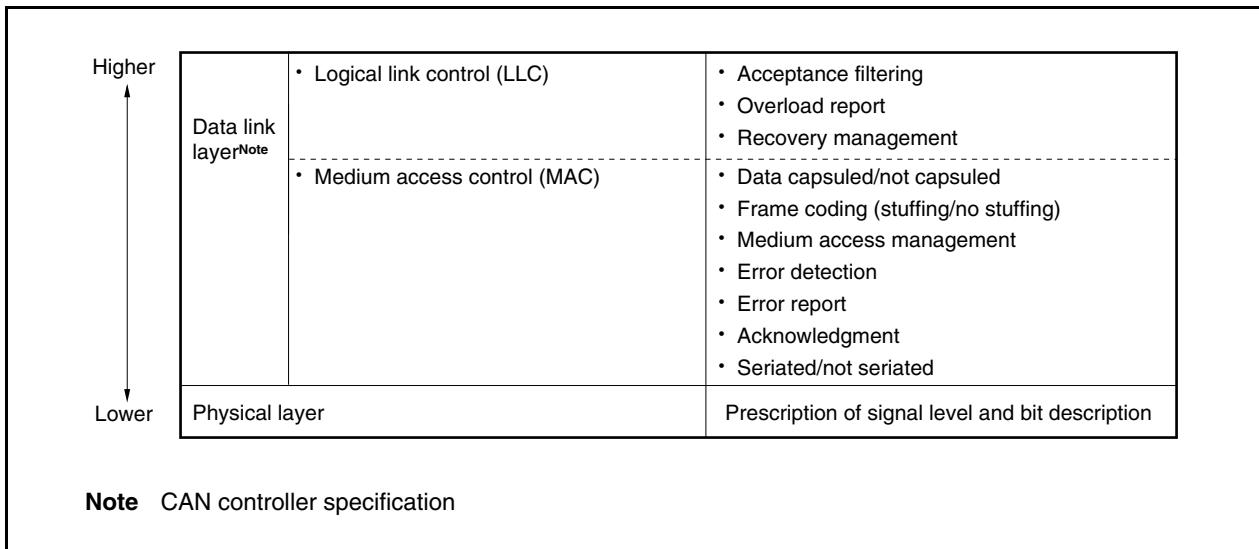 Higher
Data link
layerNote
• Logical link control (LLC)
• Acceptance filtering
• Overload report
• Recovery management
• Medium access control (MAC)
• Data capsuled/not capsuled
• Frame coding (stuffing/no stuffing)
• Medium access management
• Error detection
• Error report
• Acknowledgment
• Seriated/not seriated
Lower
Physical layer
Prescription of signal level and bit description
Note CAN controller specification